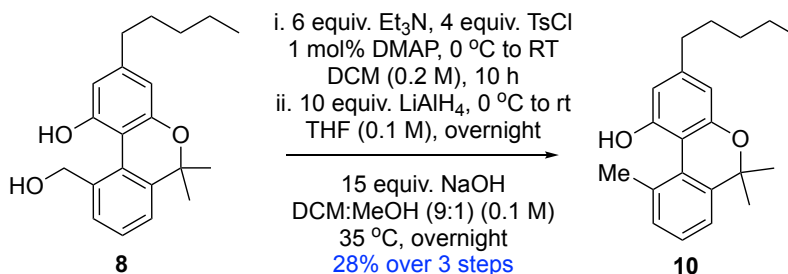 i. 6 equiv. Et₃N, 4 equiv. TsCl
1 mol% DMAP, 0 °C to RT
DCM (0.2 M), 10 h
ii. 10 equiv. LiAlH₄, 0 °C to rt
THF (0.1 M), overnight
15 equiv. NaOH
DCM:MeOH (9:1) (0.1 M)
35 °C, overnight
28% over 3 steps
HO
O
HO
8
HO
O
Me
10